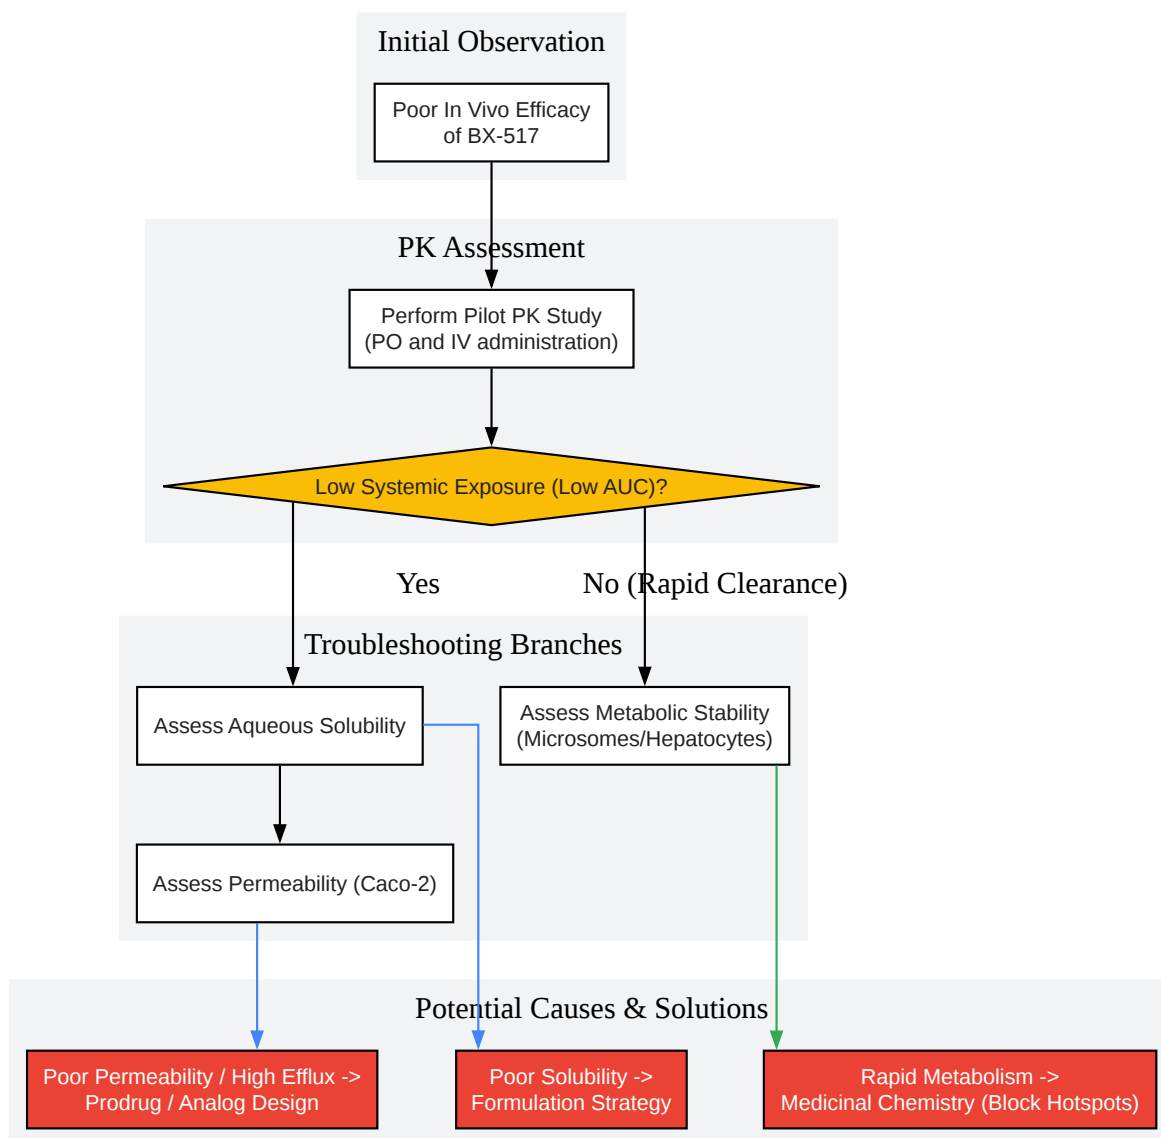 Initial Observation
Poor In Vivo Efficacy
of BX-517
PK Assessment
Perform Pilot PK Study
(PO and IV administration)
Low Systemic Exposure (Low AUC)?
Yes
No (Rapid Clearance)
Troubleshooting Branches
Assess Aqueous Solubility
Assess Metabolic Stability
(Microsomes/Hepatocytes)
Assess Permeability (Caco-2)
Potential Causes & Solutions
Poor Permeability / High Efflux ->
Prodrug / Analog Design
Poor Solubility ->
Formulation Strategy
Rapid Metabolism ->
Medicinal Chemistry (Block Hotspots)